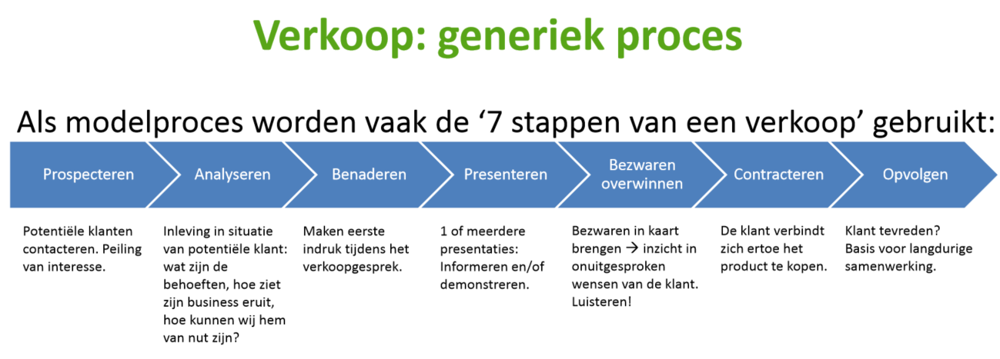 Verkoop: generiek proces
Als modelproces worden vaak de ‘7 stappen van een verkoop’ gebruikt:
Prospecteren
Analyseren
Benaderen
Presenteren
Bezwaren
overwinnen
Contracteren
Opvolgen
Potentiële klanten
contacteren. Peiling
van interesse.
Inleving in situatie
van potentiële klant:
wat zijn de
behoeften, hoe ziet
zijn business eruit,
hoe kunnen wij hem
van nut zijn?
Maken eerste
indruk tijdens het
verkoopgesprek.
1 of meerdere
presentaties:
Informeren en/of
demonstreren.
Bezwaren in kaart
brengen → inzicht in
onuitgesproken
wensen van de klant.
Luisteren!
De klant verbindt
zich ertoe het
product te kopen.
Klant tevreden?
Basis voor langdurige
samenwerking.